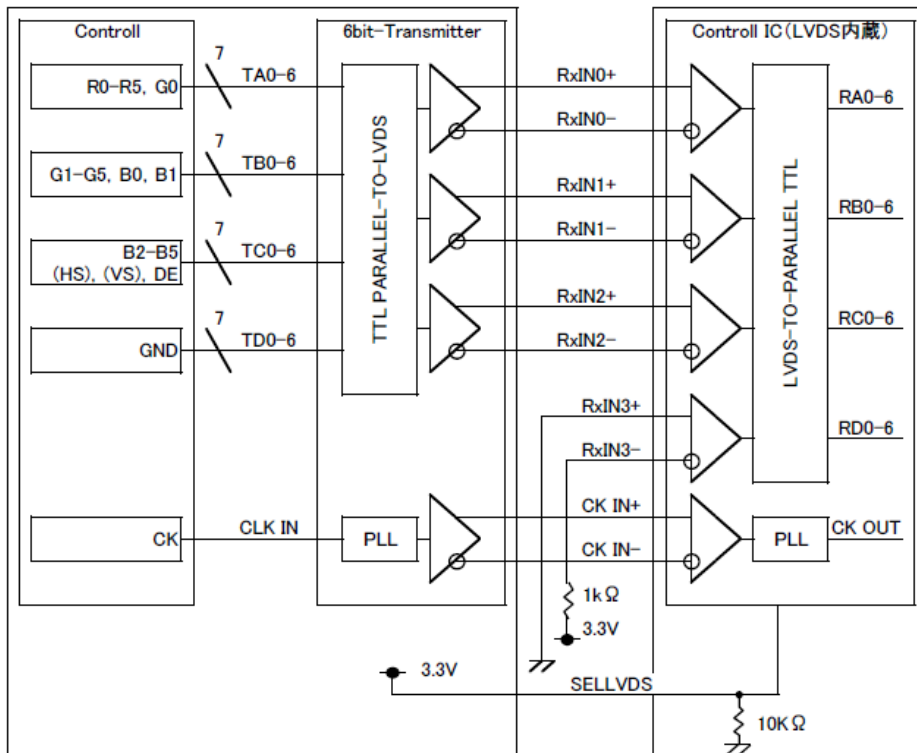 Controll
6bit-Transmitter
Controll IC(LVDS内蔵)
R0-R5, G0
7
TA0-6
RxIN0+
RxIN0-
RA0-6
G1-G5, B0, B1
7
TB0-6
RxIN1+
RxIN1-
RB0-6
B2-B5
(HS), (VS), DE
7
TC0-6
RxIN2+
RxIN2-
RC0-6
GND
7
TD0-6
RxIN3+
RxIN3-
RD0-6
TTL PARALLEL-TO-LVDS
LVDS-TO-PARALLEL TTL
CK
CLK IN
PLL
CK IN+
CK IN-
PLL
CK OUT
1kΩ
3.3V
3.3V
SELLVDS
10KΩ